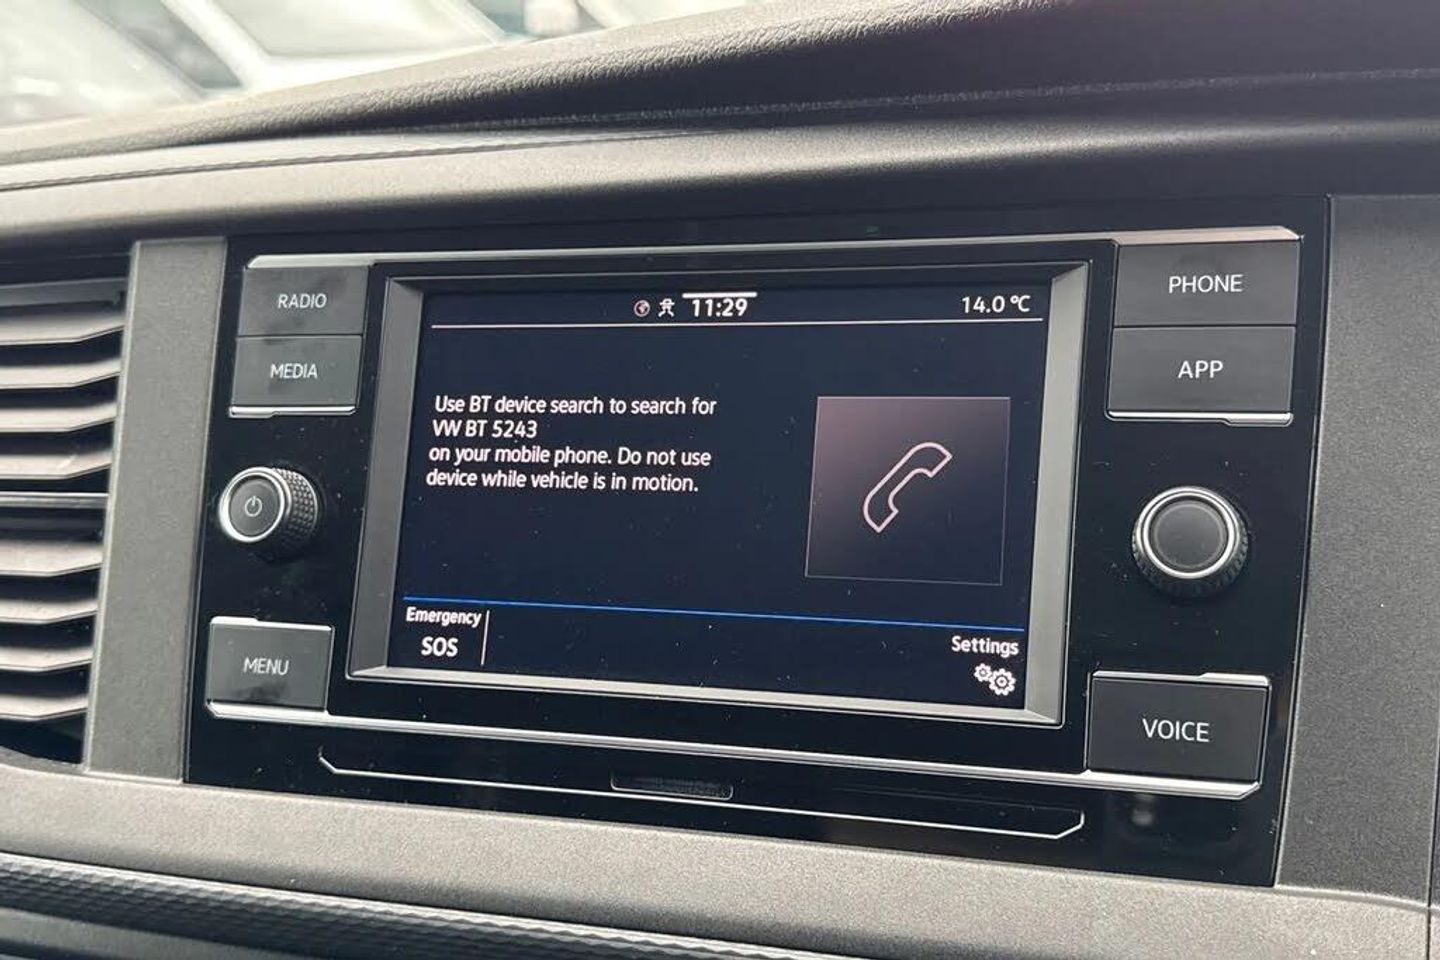 RADIO
MEDIA
MENU
11:29
14.0 °C
Use BT device search to search for
VW BT 5243
on your mobile phone. Do not use
device while vehicle is in motion.
Emergency
SOS
Settings
PHONE
APP
VOICE